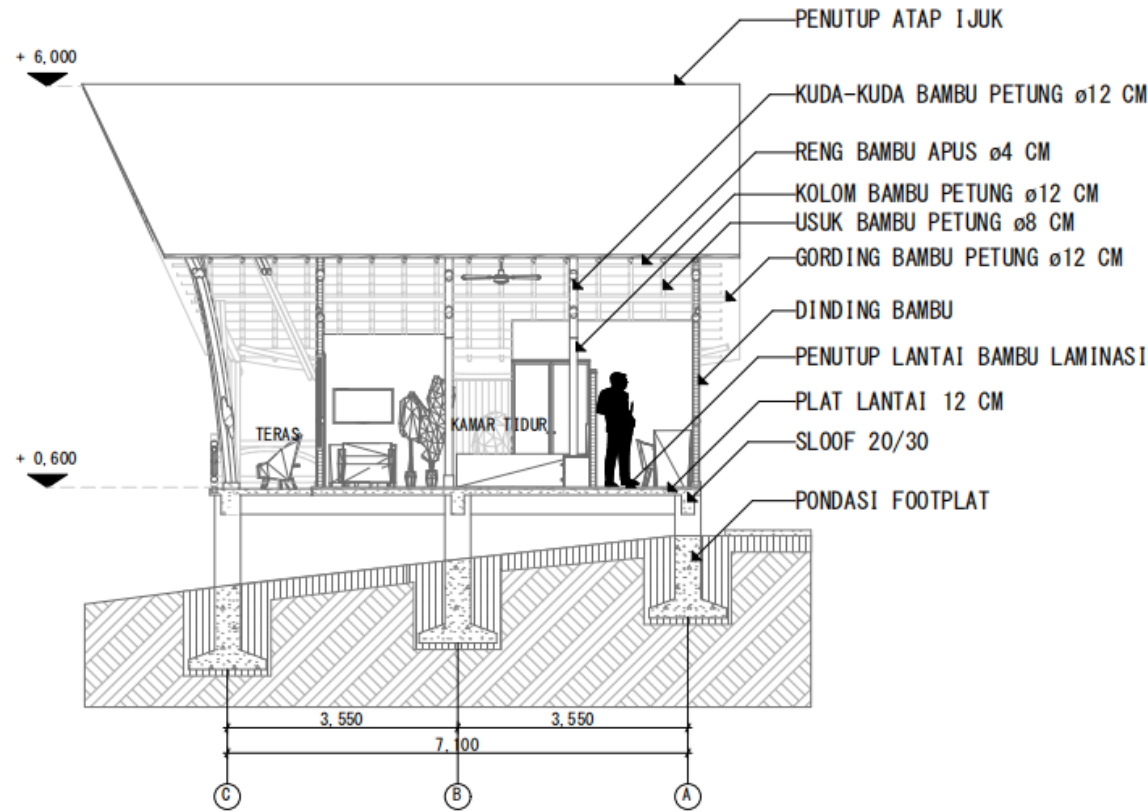 PENUTUP ATAP IJUK
+ 6,000
KUDA-KUDA BAMBU PETUNG ø12 CM
RENG BAMBU APUS ø4 CM
KOLOM BAMBU PETUNG ø12 CM
USUK BAMBU PETUNG ø8 CM
GORDING BAMBU PETUNG ø12 CM
DINDING BAMBU
PENUTUP LANTAI BAMBU LAMINASI
PLAT LANTAI 12 CM
TERAS
KAMAR TIDUR
SLOOF 20/30
+ 0,600
PONDASI FOOTPLAT
3,550
3,550
7,100
C
B
A